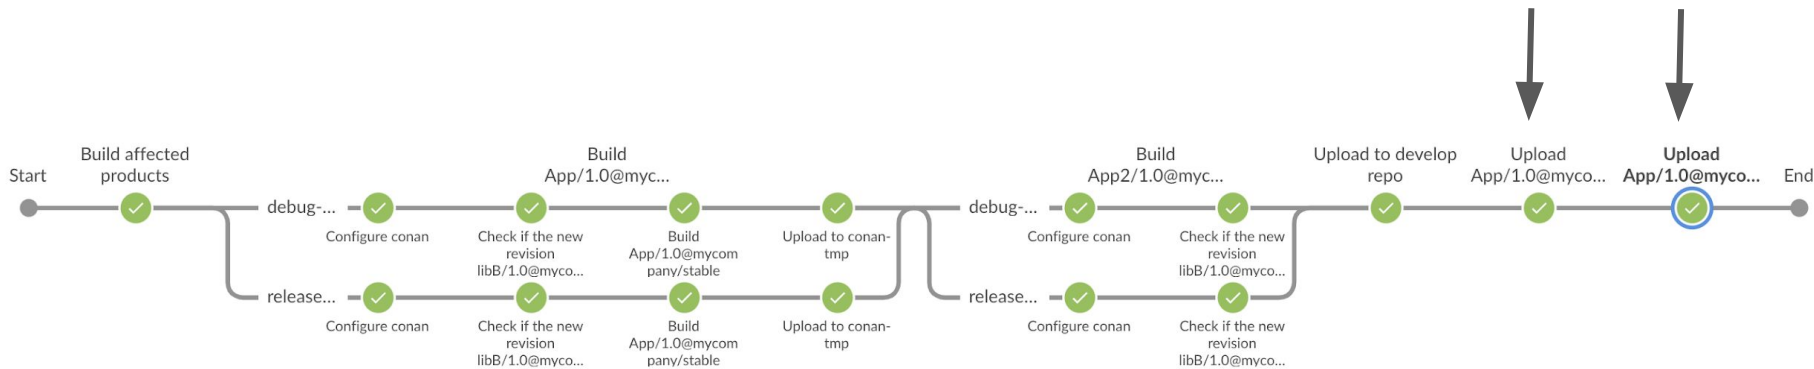 Start
Build affected
products
Build
App/1.0@myc...
Build
App2/1.0@myc...
Upload to develop
repo
Upload
App/1.0@myco...
Upload
App/1.0@myco...
End
debug-...
Configure conan
Check if the new
revision
libB/1.0@myco...
Build
App/1.0@mycom
pany/stable
Upload to conan-
tmp
debug-...
Configure conan
Check if the new
revision
libB/1.0@myco...
release...
Configure conan
Check if the new
revision
libB/1.0@myco...
Build
App/1.0@mycom
pany/stable
Upload to conan-
tmp
release...
Configure conan
Check if the new
revision
libB/1.0@myco...